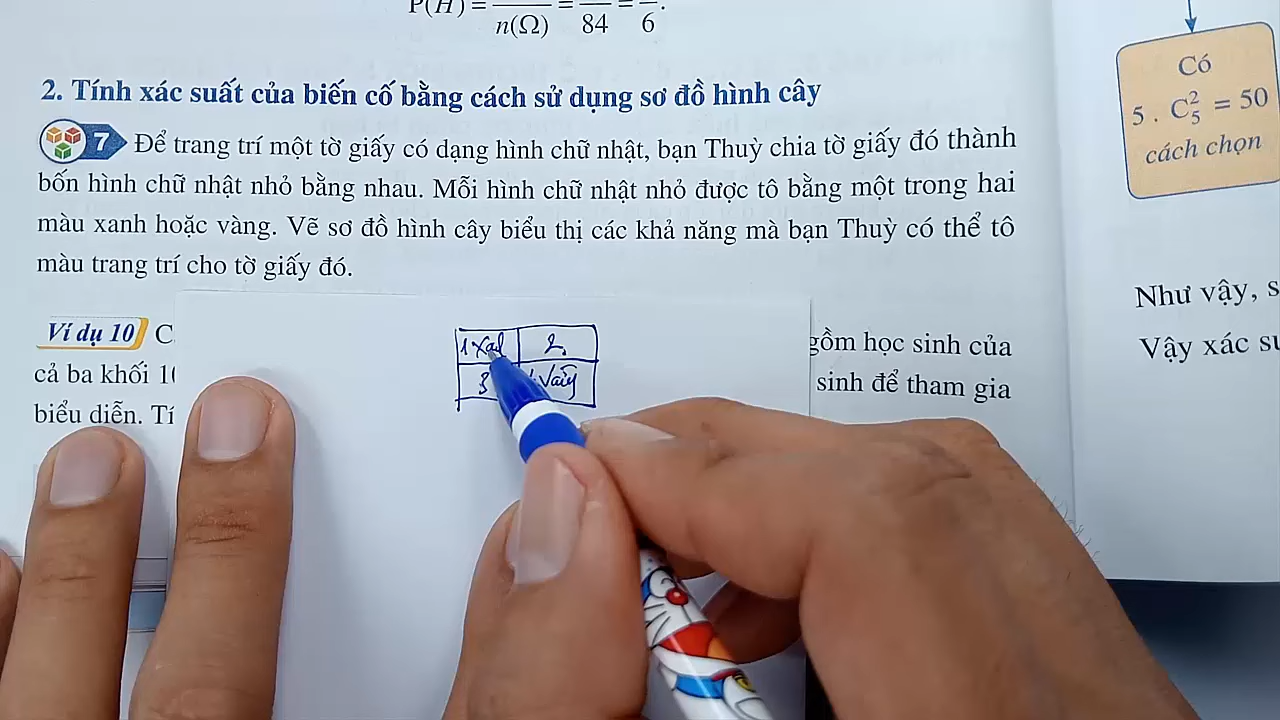 P(H) = —— = —— = —.
n(Ω) 84 6
2. Tính xác suất của biến cố bằng cách sử dụng sơ đồ hình cây
7 Để trang trí một tờ giấy có dạng hình chữ nhật, bạn Thuỳ chia tờ giấy đó thành
bốn hình chữ nhật nhỏ bằng nhau. Mỗi hình chữ nhật nhỏ được tô bằng một trong hai
màu xanh hoặc vàng. Vẽ sơ đồ hình cây biểu thị các khả năng mà bạn Thuỳ có thể tô
màu trang trí cho tờ giấy đó.
Ví dụ 10 C
gồm học sinh của
cả ba khối 1
sinh để tham gia
biểu diễn. Tí
1 2.
3 Vàng
Có
5 . C₅² = 50
cách chọn
Như vậy, s
Vậy xác su